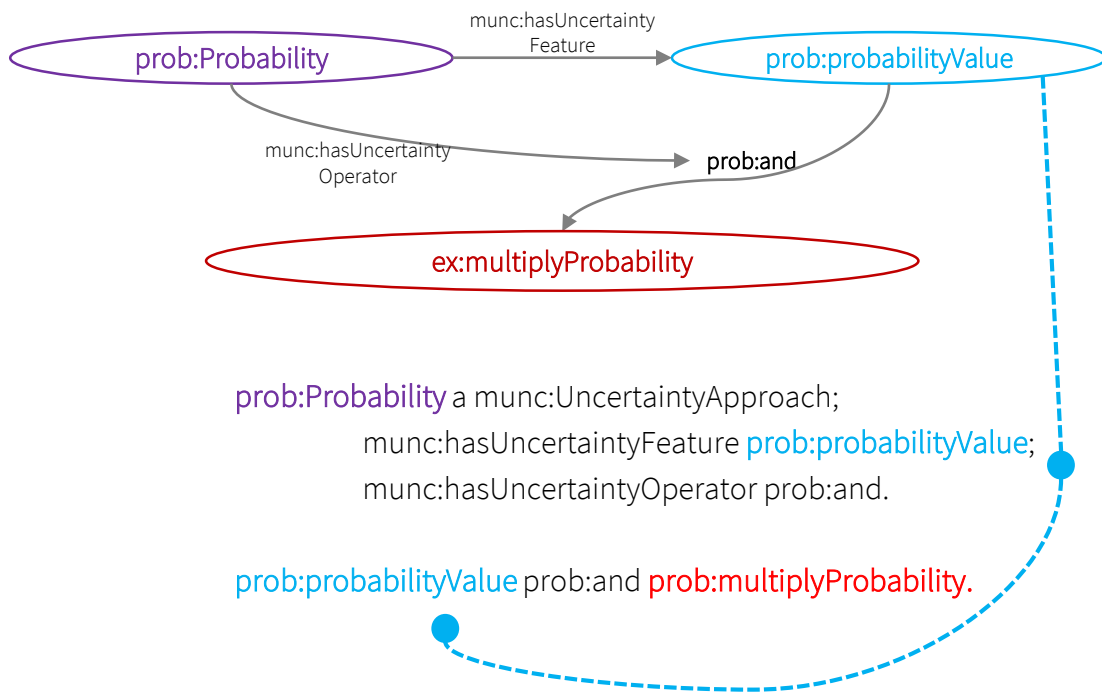 munc:hasUncertainty
Feature
prob:Probability
prob:probabilityValue
munc:hasUncertainty
Operator
prob:and
ex:multiplyProbability
prob:Probability a munc:UncertaintyApproach;
munc:hasUncertaintyFeature prob:probabilityValue;
munc:hasUncertaintyOperator prob:and.
prob:probabilityValue prob:and prob:multiplyProbability.